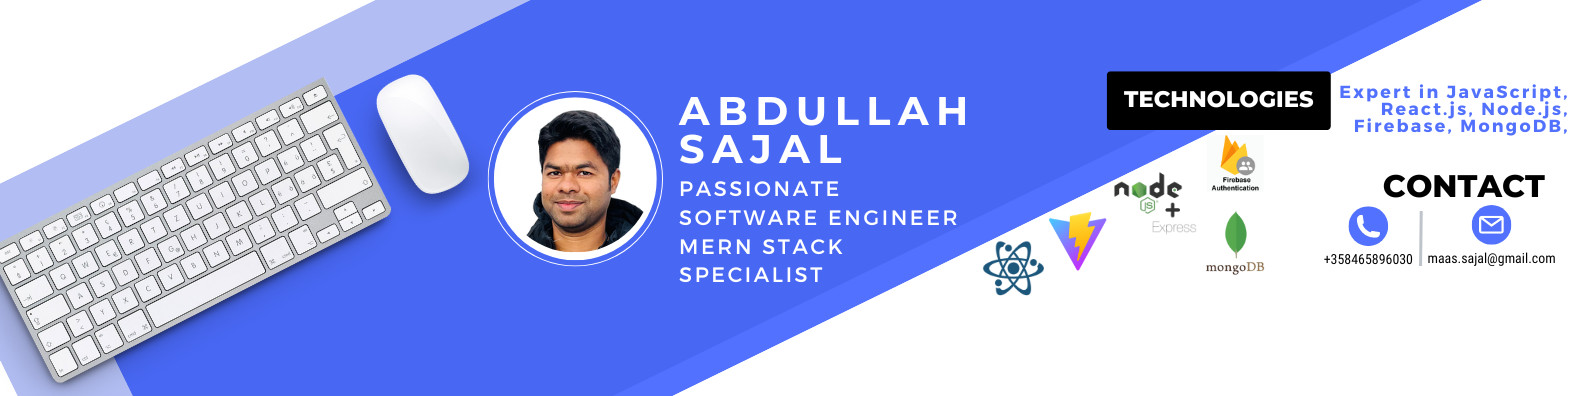 ABDULLAH
SAJAL
PASSIONATE
SOFTWARE ENGINEER
MERN STACK
SPECIALIST
TECHNOLOGIES
Expert in JavaScript,
React.js, Node.js,
Firebase, MongoDB,
Firebase
Authentication
node
JS
+
Express
mongoDB
CONTACT
+358465896030
maas.sajal@gmail.com